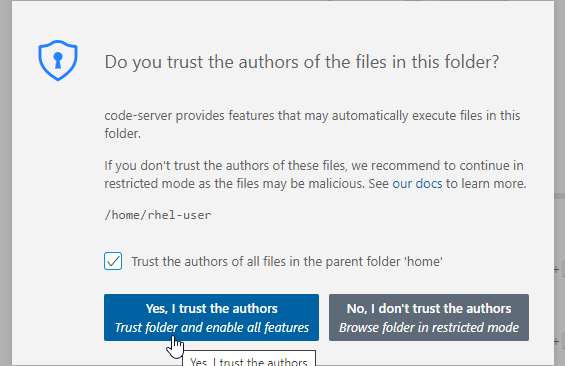 Do you trust the authors of the files in this folder?
code-server provides features that may automatically execute files in this
folder.
If you don't trust the authors of these files, we recommend to continue in
restricted mode as the files may be malicious. See our docs to learn more.
/home/rhel-user
Trust the authors of all files in the parent folder 'home'
Yes, I trust the authors
Trust folder and enable all features
No, I don't trust the authors
Browse folder in restricted mode
Yes, I trust the authors